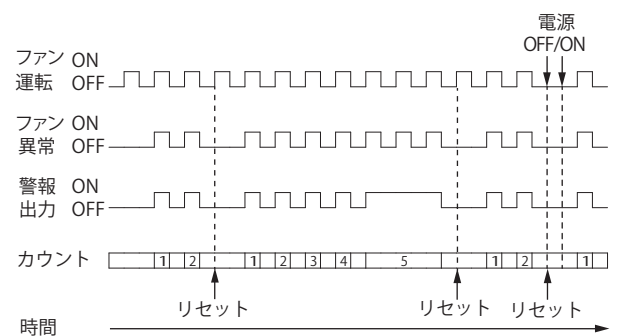 電源
OFF/ON
ファン ON
運転 OFF
ファン ON
異常 OFF
警報 ON
出力 OFF
カウント 1 2 1 2 3 4 5 1 2 1
リセット リセット リセット
時間